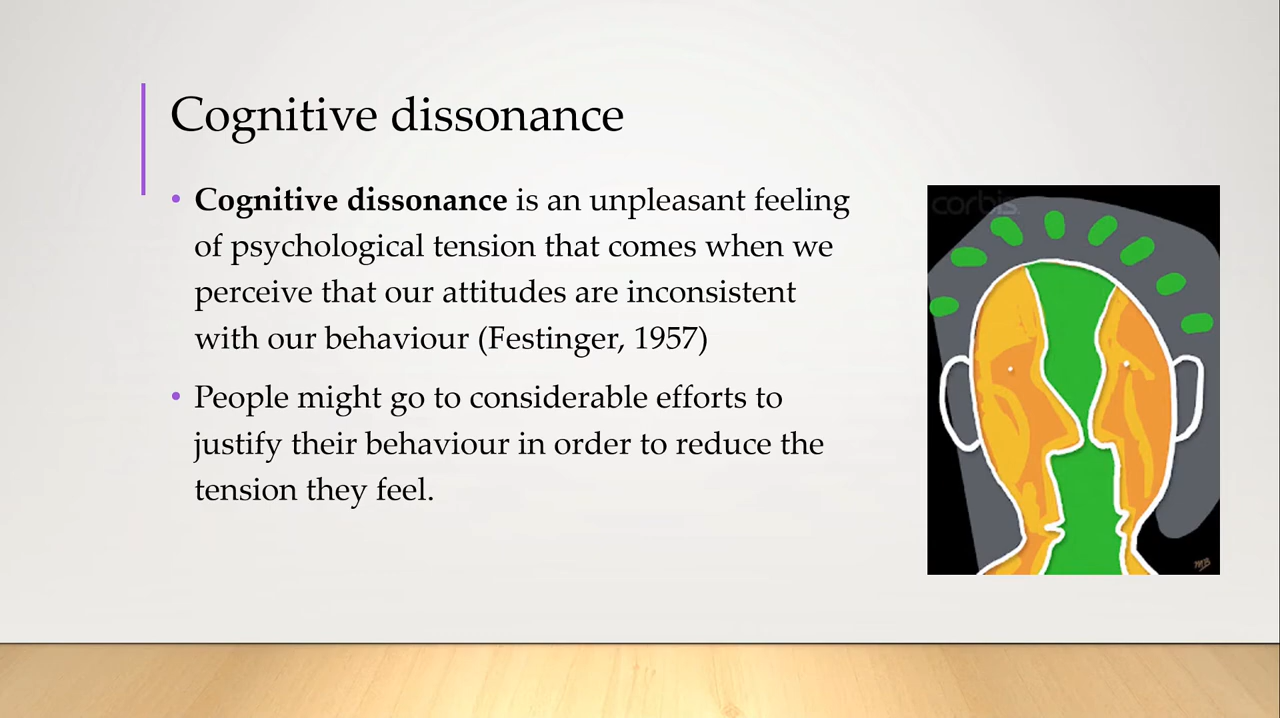 Cognitive dissonance
• Cognitive dissonance is an unpleasant feeling
of psychological tension that comes when we
perceive that our attitudes are inconsistent
with our behaviour (Festinger, 1957)
• People might go to considerable efforts to
justify their behaviour in order to reduce the
tension they feel.
corbis.
MB